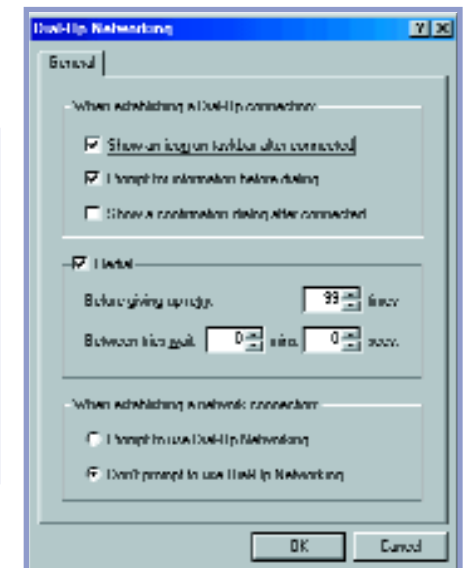 Dial-Up Networking
General
When establishing a Dial-Up connection:
Show an icon on taskbar after connected
Prompt for information before dialing
Show a confirmation dialog after connected
Redial
Before giving up retry: 99 times
Between tries wait: 0 mins. 0 secs.
When establishing a network connection:
Prompt to use Dial-Up Networking
Don't prompt to use Dial-Up Networking
OK Cancel